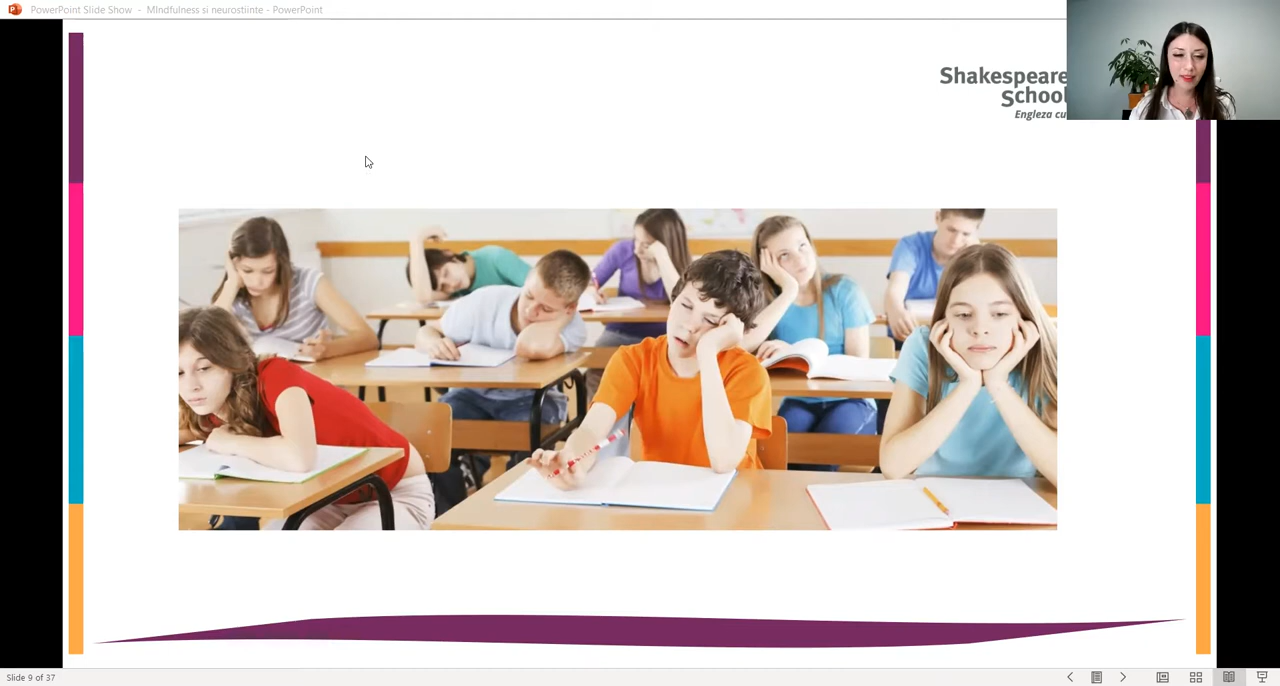 PowerPoint Slide Show - MIndfulness si neurostiinte - PowerPoint
Shakespeare
School
Engleza cu
Slide 9 of 37